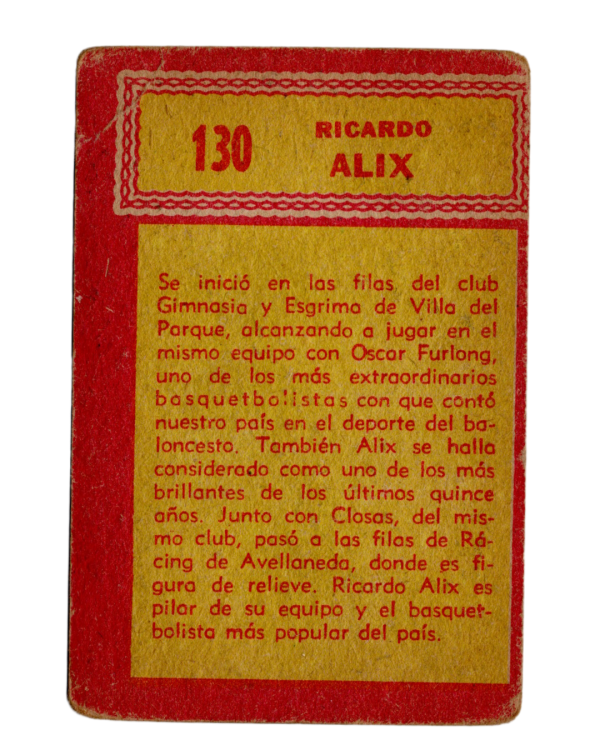 130
RICARDO
ALIX
Se inició en las filas del club
Gimnasia y Esgrima de Villa del
Parque, alcanzando a jugar en el
mismo equipo con Oscar Furlong,
uno de los más extraordinarios
basquetbolistas con que contó
nuestro país en el deporte del ba-
loncesto. También Alix se halla
considerado como uno de los más
brillantes de los últimos quince
años. Junto con Closas, del mis-
mo club, pasó a las filas de Rá-
cing de Avellaneda, donde es fi-
gura de relieve. Ricardo Alix es
pilar de su equipo y el basquet-
bolista más popular del país.